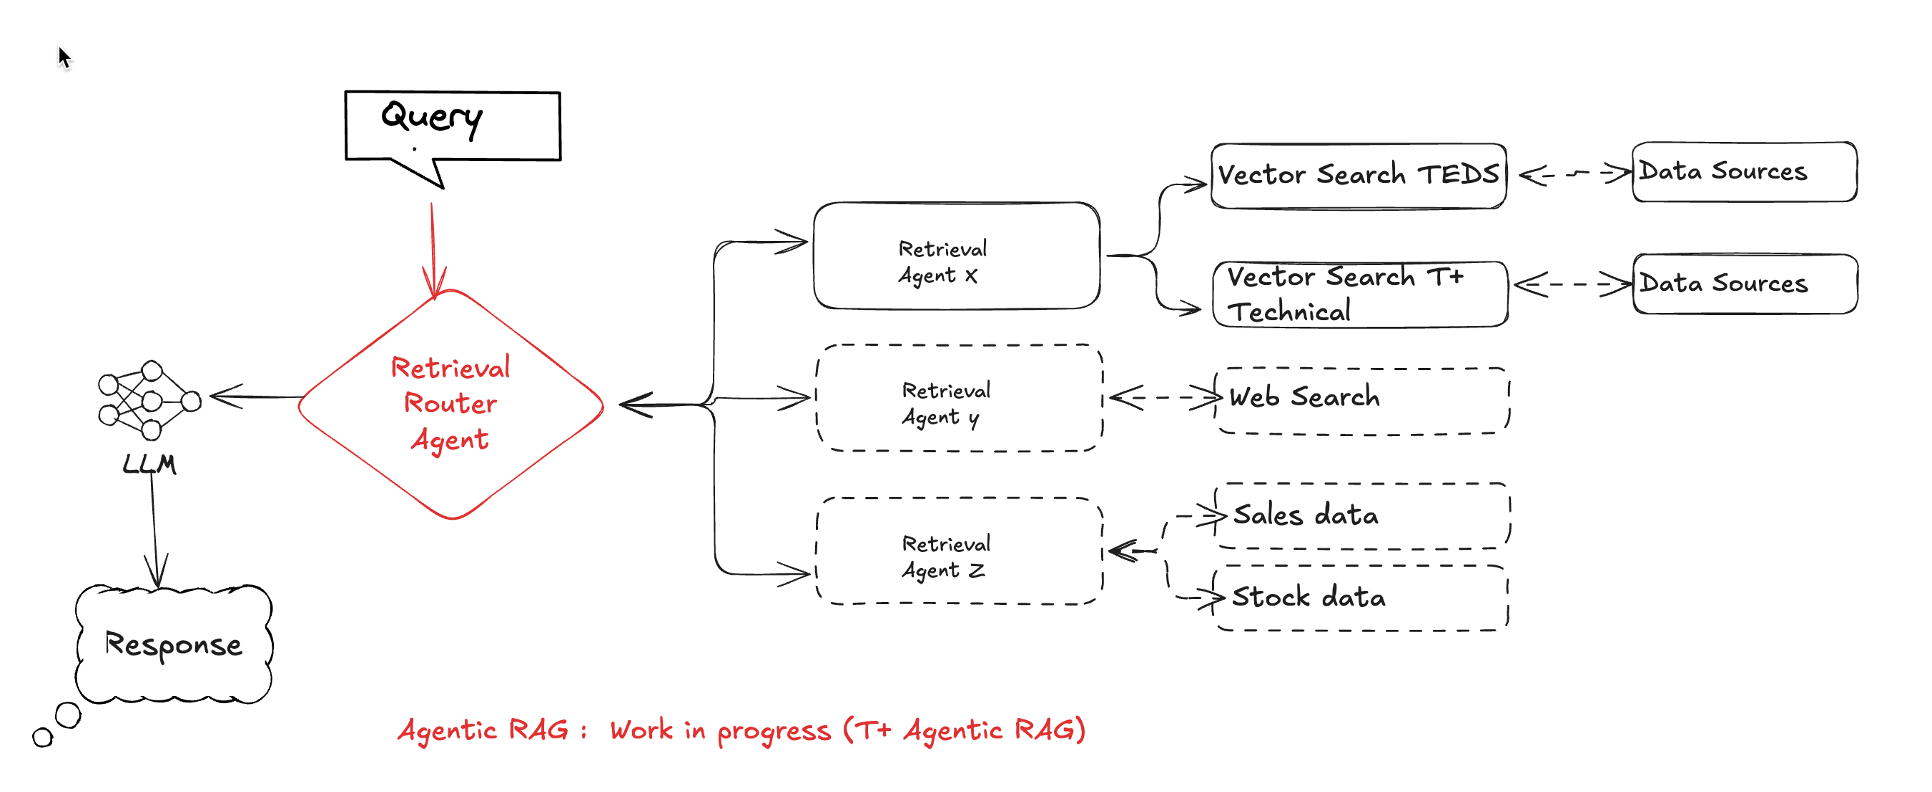 Query
Vector Search TEDS
Data Sources
Retrieval
Agent X
Vector Search T+
Technical
Data Sources
Retrieval
Router
Agent
Retrieval
Agent y
Web Search
LLM
Retrieval
Agent Z
Sales data
Stock data
Response
Agentic RAG : Work in progress (T+ Agentic RAG)